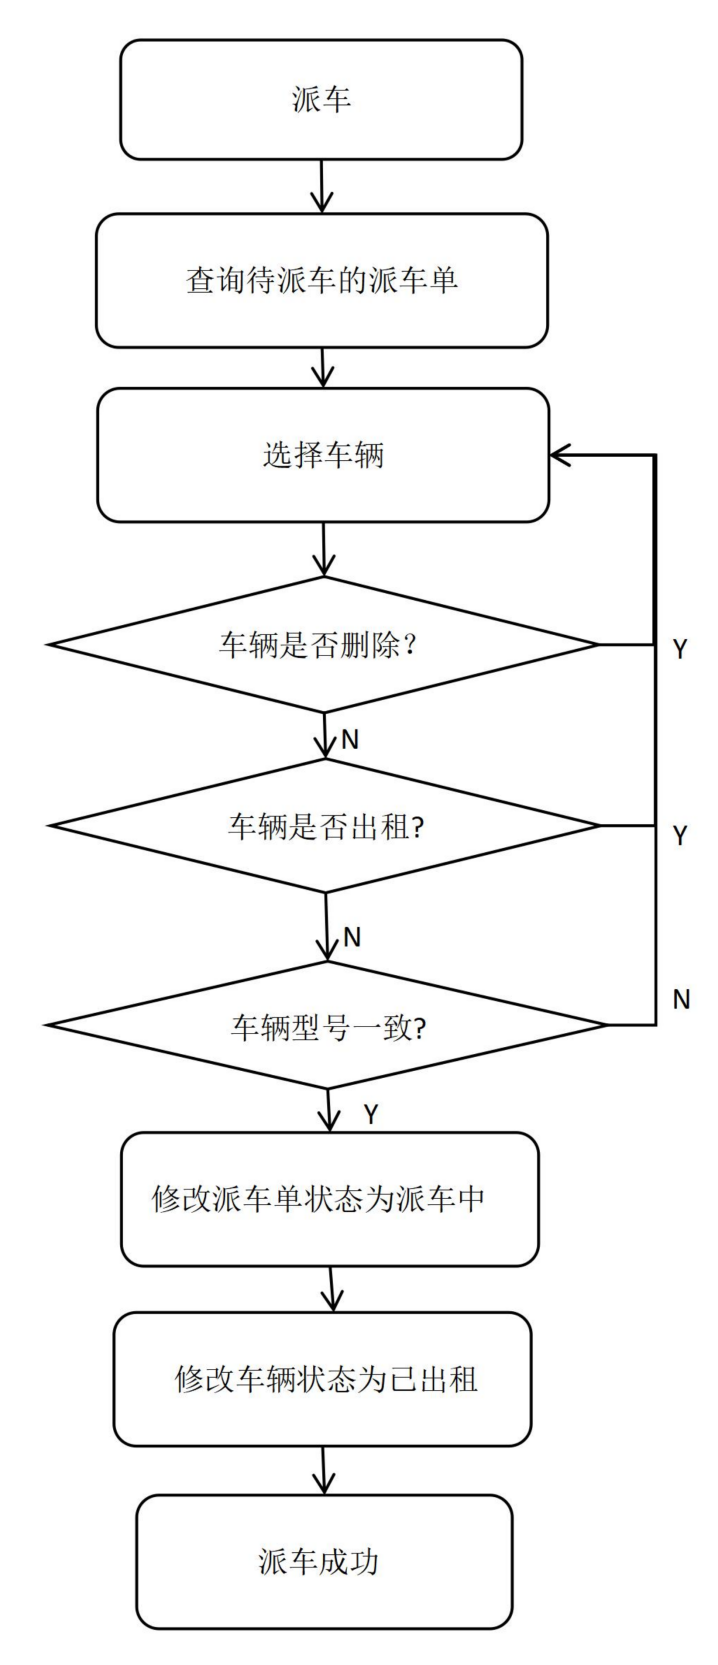 派车
查询待派车的派车单
选择车辆
车辆是否删除？
Y
N
车辆是否出租?
Y
N
车辆型号一致?
N
Y
修改派车单状态为派车中
修改车辆状态为已出租
派车成功